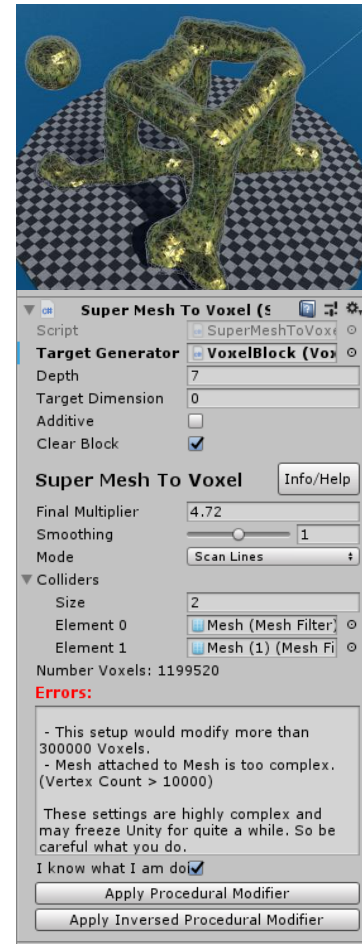 Super Mesh To Voxel (S
Script SuperMeshToVoxe
Target Generator VoxelBlock (Vox
Depth 7
Target Dimension 0
Additive
Clear Block
Super Mesh To Voxel Info/Help
Final Multiplier 4.72
Smoothing 1
Mode Scan Lines
Colliders
Size 2
Element 0 Mesh (Mesh Filter)
Element 1 Mesh (1) (Mesh Fi
Number Voxels: 1199520
Errors:
- This setup would modify more than
300000 Voxels.
- Mesh attached to Mesh is too complex.
(Vertex Count > 10000)
These settings are highly complex and
may freeze Unity for quite a while. So be
careful what you do.
I know what I am do
Apply Procedural Modifier
Apply Inversed Procedural Modifier